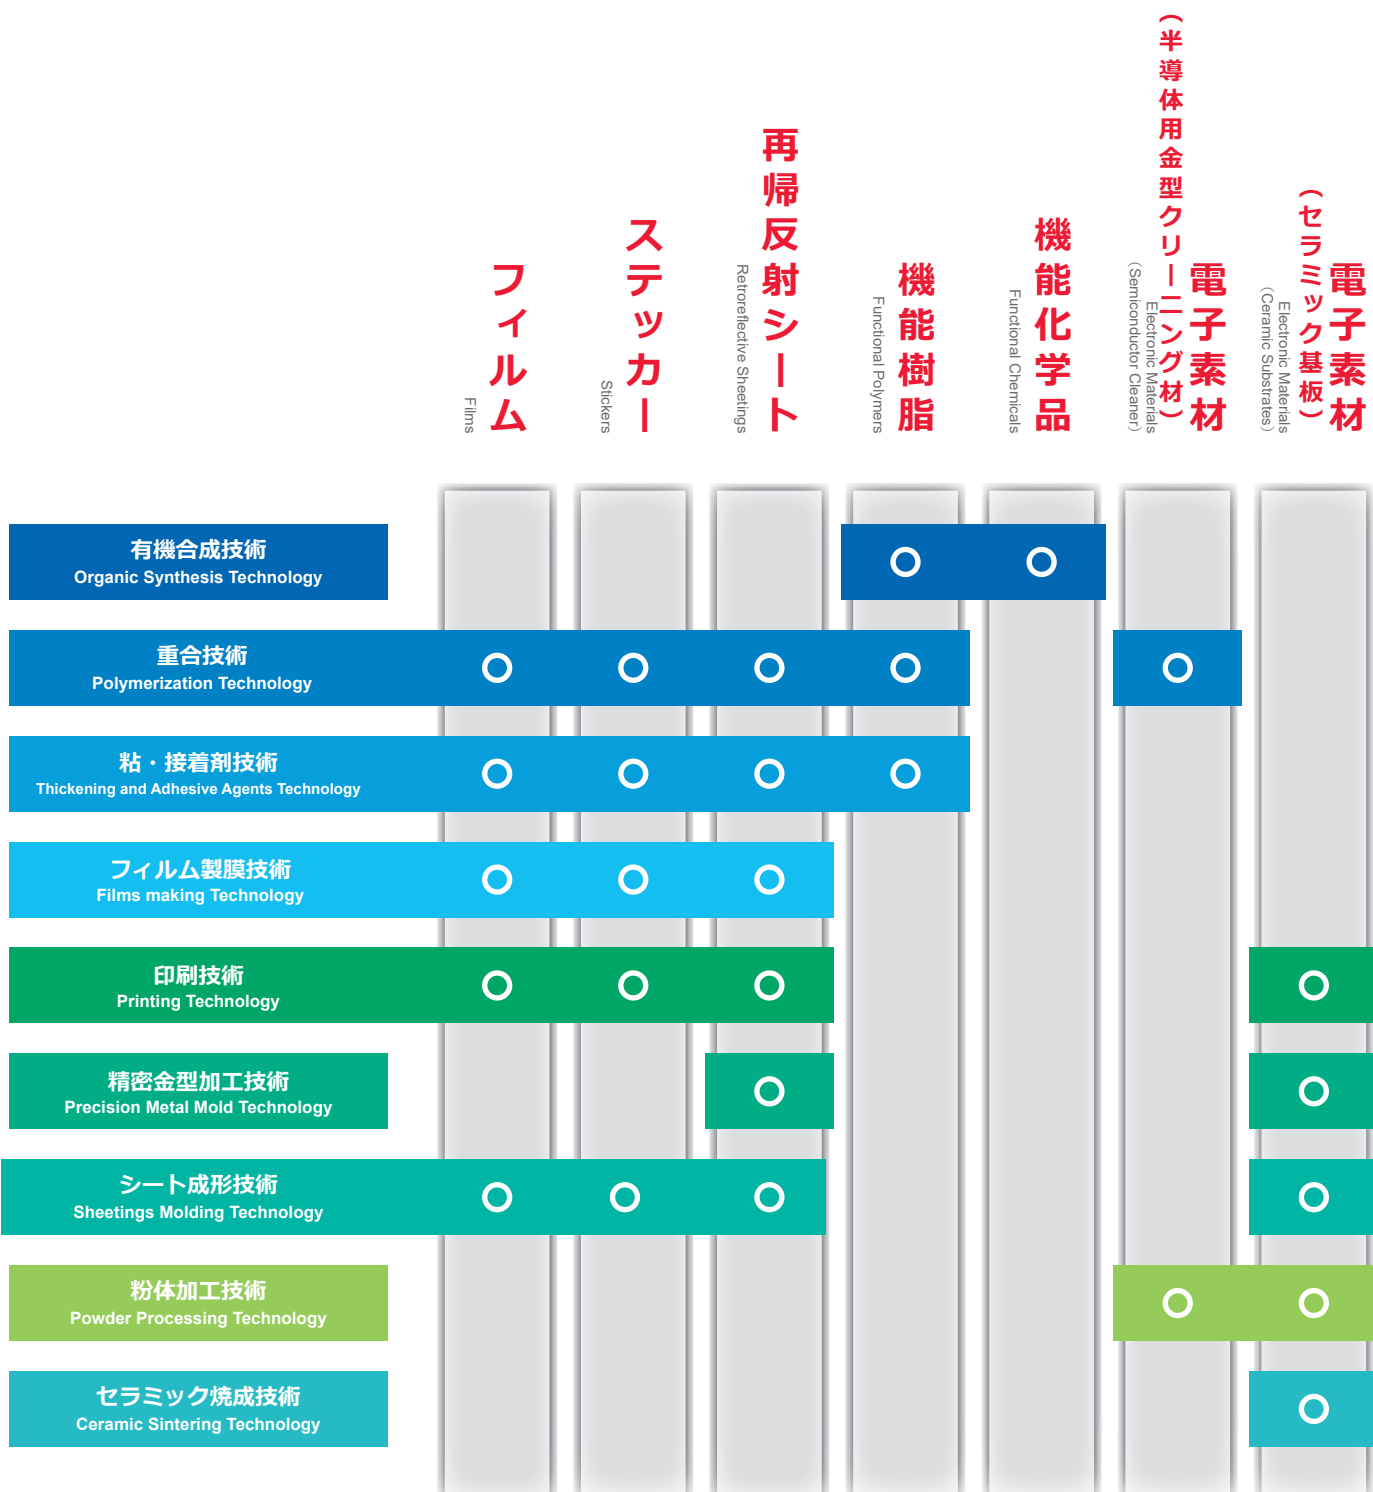 フィルム
Films
ステッカー
Stickers
再帰反射シート
Retroreflective Sheetings
機能樹脂
Functional Polymers
機能化学品
Functional Chemicals
電子素材
（半導体用金型クリーニング材）
Electronic Materials
（Semiconductor Cleaner）
電子素材
（セラミック基板）
Electronic Materials
（Ceramic Substrates）
有機合成技術
Organic Synthesis Technology
重合技術
Polymerization Technology
粘・接着剤技術
Thickening and Adhesive Agents Technology
フィルム製膜技術
Films making Technology
印刷技術
Printing Technology
精密金型加工技術
Precision Metal Mold Technology
シート成形技術
Sheetings Molding Technology
粉体加工技術
Powder Processing Technology
セラミック焼成技術
Ceramic Sintering Technology